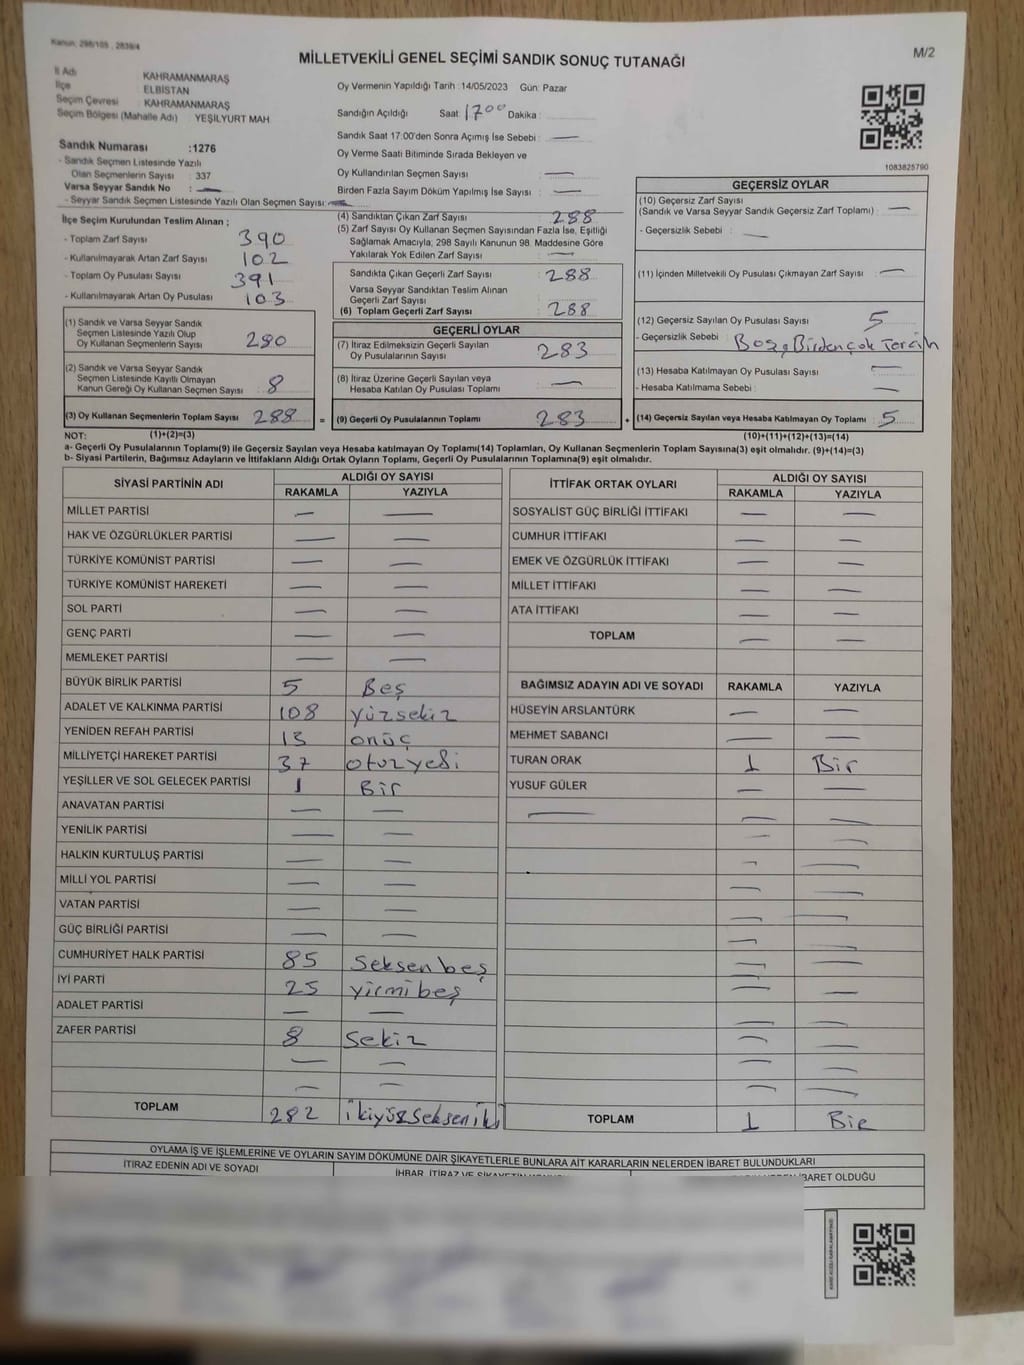 Kanun: 298/105 , 2839/4
MİLLETVEKİLİ GENEL SEÇİMİ SANDIK SONUÇ TUTANAĞI
M/2
İl Adı KAHRAMANMARAŞ
İlçe ELBİSTAN
Seçim Çevresi KAHRAMANMARAŞ
Seçim Bölgesi (Mahalle Adı) : YEŞİLYURT MAH
Sandık Numarası :1276
- Sandık Seçmen Listesinde Yazılı
Olan Seçmenlerin Sayısı : 337
Varsa Seyyar Sandık No : —
- Seyyar Sandık Seçmen Listesinde Yazılı Olan Seçmen Sayısı: —
Oy Vermenin Yapıldığı Tarih :14/05/2023 Gün: Pazar
Sandığın Açıldığı Saat: 17 00 Dakika :
Sandık Saat 17:00'den Sonra Açımış İse Sebebi : —
Oy Verme Saati Bitiminde Sırada Bekleyen ve
Oy Kullandırılan Seçmen Sayısı : —
Birden Fazla Sayım Döküm Yapılmış İse Sayısı : —
1083825790
İlçe Seçim Kurulundan Teslim Alınan ;
- Toplam Zarf Sayısı 390
- Kullanılmayarak Artan Zarf Sayısı : 102
- Toplam Oy Pusulası Sayısı : 391
- Kullanılmayarak Artan Oy Pusulası : 103
(1) Sandık ve Varsa Seyyar Sandık
Seçmen Listesinde Yazılı Olup
Oy Kullanan Seçmenlerin Sayısı 280
(2) Sandık ve Varsa Seyyar Sandık
Seçmen Listesinde Kayıtlı Olmayan
Kanun Gereği Oy Kullanan Seçmen Sayısı 8
(3) Oy Kullanan Seçmenlerin Toplam Sayısı 288 =
(1)+(2)=(3)
(4) Sandıktan Çıkan Zarf Sayısı : 288
(5) Zarf Sayısı Oy Kullanan Seçmen Sayısından Fazla İse, Eşitliği
Sağlamak Amacıyla; 298 Sayılı Kanunun 98. Maddesine Göre
Yakılarak Yok Edilen Zarf Sayısı : —
Sandıkta Çıkan Geçerli Zarf Sayısı : 288
Varsa Seyyar Sandıktan Teslim Alınan
Geçerli Zarf Sayısı : —
(6) Toplam Geçerli Zarf Sayısı : 288
GEÇERLİ OYLAR
(7) İtiraz Edilmeksizin Geçerli Sayılan
Oy Pusulalarının Sayısı : 283
(8) İtiraz Üzerine Geçerli Sayılan veya
Hesaba Katılan Oy Pusulası Toplamı : —
(9) Geçerli Oy Pusulalarının Toplamı : 283 +
GEÇERSİZ OYLAR
(10) Geçersiz Zarf Sayısı
(Sandık ve Varsa Seyyar Sandık Geçersiz Zarf Toplamı) : —
- Geçersizlik Sebebi : —
(11) İçinden Milletvekili Oy Pusulası Çıkmayan Zarf Sayısı : —
(12) Geçersiz Sayılan Oy Pusulası Sayısı : 5
- Geçersizlik Sebebi : Boş, Birden çok Tercih
(13) Hesaba Katılmayan Oy Pusulası Sayısı : —
- Hesaba Katılmama Sebebi : —
(14) Geçersiz Sayılan veya Hesaba Katılmayan Oy Toplamı : 5
(10)+(11)+(12)+(13)=(14)
NOT:
a- Geçerli Oy Pusulalarının Toplamı(9) ile Geçersiz Sayılan veya Hesaba katılmayan Oy Toplamı(14) Toplamları, Oy Kullanan Seçmenlerin Toplam Sayısına(3) eşit olmalıdır. (9)+(14)=(3)
b- Siyasi Partilerin, Bağımsız Adayların ve İttifakların Aldığı Ortak Oyların Toplamı, Geçerli Oy Pusulalarının Toplamına(9) eşit olmalıdır.
SİYASİ PARTİNİN ADI ALDIĞI OY SAYISI
RAKAMLA YAZIYLA
MİLLET PARTİSİ — —
HAK VE ÖZGÜRLÜKLER PARTİSİ — —
TÜRKİYE KOMÜNİST PARTİSİ — —
TÜRKİYE KOMÜNİST HAREKETİ — —
SOL PARTİ — —
GENÇ PARTİ — —
MEMLEKET PARTİSİ — —
BÜYÜK BİRLİK PARTİSİ 5 Beş
ADALET VE KALKINMA PARTİSİ 108 yüzsekiz
YENİDEN REFAH PARTİSİ 13 onüç
MİLLİYETÇİ HAREKET PARTİSİ 37 otuzyedi
YEŞİLLER VE SOL GELECEK PARTİSİ 1 Bir
ANAVATAN PARTİSİ — —
YENİLİK PARTİSİ — —
HALKIN KURTULUŞ PARTİSİ — —
MİLLİ YOL PARTİSİ — —
VATAN PARTİSİ — —
GÜÇ BİRLİĞİ PARTİSİ — —
CUMHURİYET HALK PARTİSİ 85 Seksenbeş
İYİ PARTİ 25 yirmibeş
ADALET PARTİSİ — —
ZAFER PARTİSİ 8 Sekiz
— —
— —
TOPLAM 282 ikiyüzSekseniki
İTTİFAK ORTAK OYLARI ALDIĞI OY SAYISI
RAKAMLA YAZIYLA
SOSYALİST GÜÇ BİRLİĞİ İTTİFAKI — —
CUMHUR İTTİFAKI — —
EMEK VE ÖZGÜRLÜK İTTİFAKI — —
MİLLET İTTİFAKI — —
ATA İTTİFAKI — —
TOPLAM — —
BAĞIMSIZ ADAYIN ADI VE SOYADI RAKAMLA YAZIYLA
HÜSEYİN ARSLANTÜRK — —
MEHMET SABANCI — —
TURAN ORAK 1 Bir
YUSUF GÜLER — —
TOPLAM 1 Bir
OYLAMA İŞ VE İŞLEMLERİNE VE OYLARIN SAYIM DÖKÜMÜNE DAİR ŞİKAYETLERLE BUNLARA AİT KARARLARIN NELERDEN İBARET BULUNDUKLARI
İTİRAZ EDENİN ADI VE SOYADI
İHBAR, İTİRAZ VE
İBARET OLDUĞU